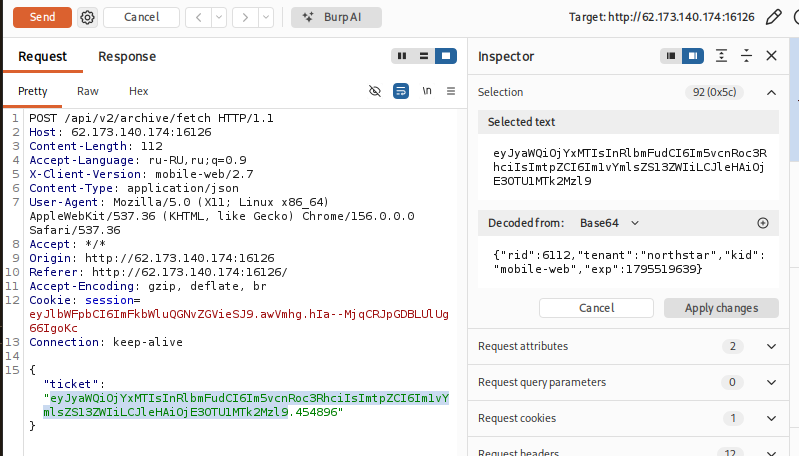 Send
Cancel
Burp AI
Target: http://62.173.140.174:16126
Request
Response
Pretty
Raw
Hex
\n
1 POST /api/v2/archive/fetch HTTP/1.1
2 Host: 62.173.140.174:16126
3 Content-Length: 112
4 Accept-Language: ru-RU,ru;q=0.9
5 X-Client-Version: mobile-web/2.7
6 Content-Type: application/json
7 User-Agent: Mozilla/5.0 (X11; Linux x86_64)
AppleWebKit/537.36 (KHTML, like Gecko) Chrome/156.0.0.0
Safari/537.36
8 Accept: */*
9 Origin: http://62.173.140.174:16126
10 Referer: http://62.173.140.174:16126/
11 Accept-Encoding: gzip, deflate, br
12 Cookie: session=
eyJlbWFpbCI6ImFkbWluQGNvZGVieSJ9.awVmhg.hIa--MjqCRJpGDBLUlUg
66IgoKc
13 Connection: keep-alive
14
15 {
"ticket":
"eyJyaWQiOjYxMTIsInRlbmFudCI6Im5vcnRoc3RhciIsImtpZCI6Im1vY
mlsZS13ZWIiLCJleHAiOjE3OTU1MTk2Mzl9.454896"
}
Inspector
Selection
92 (0x5c)
Selected text
eyJyaWQiOjYxMTIsInRlbmFudCI6Im5vcnRoc3R
hciIsImtpZCI6Im1vYmlsZS13ZWIiLCJleHAiOj
E3OTU1MTk2Mzl9
Decoded from:
Base64
{"rid":6112,"tenant":"northstar","kid":
"mobile-web","exp":1795519639}
Cancel
Apply changes
Request attributes
2
Request query parameters
0
Request cookies
1
Request headers
12